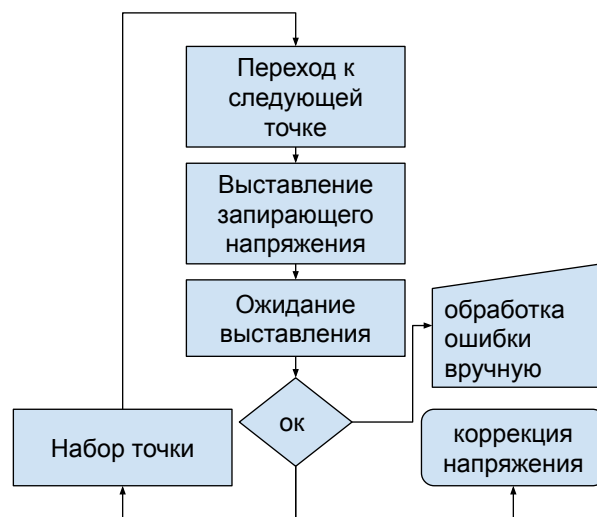 Переход к
следующей
точке
Выставление
запирающего
напряжения
Ожидание
выставления
обработка
ошибки
вручную
ок
Набор точки
коррекция
напряжения